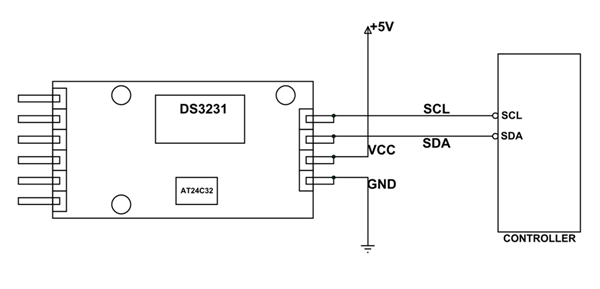 +5V
DS3231
SCL
SCL
SDA
SDA
VCC
AT24C32
GND
CONTROLLER